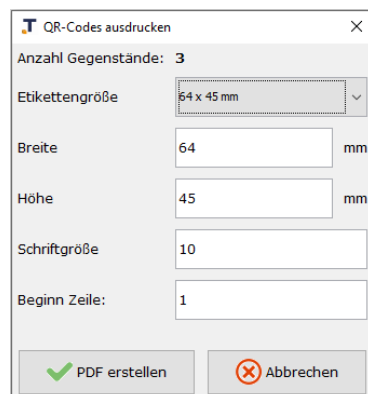 QR-Codes ausdrucken
Anzahl Gegenstände: 3
Etikettengröße 64 x 45 mm
Breite 64 mm
Höhe 45 mm
Schriftgröße 10
Beginn Zeile: 1
PDF erstellen Abbrechen